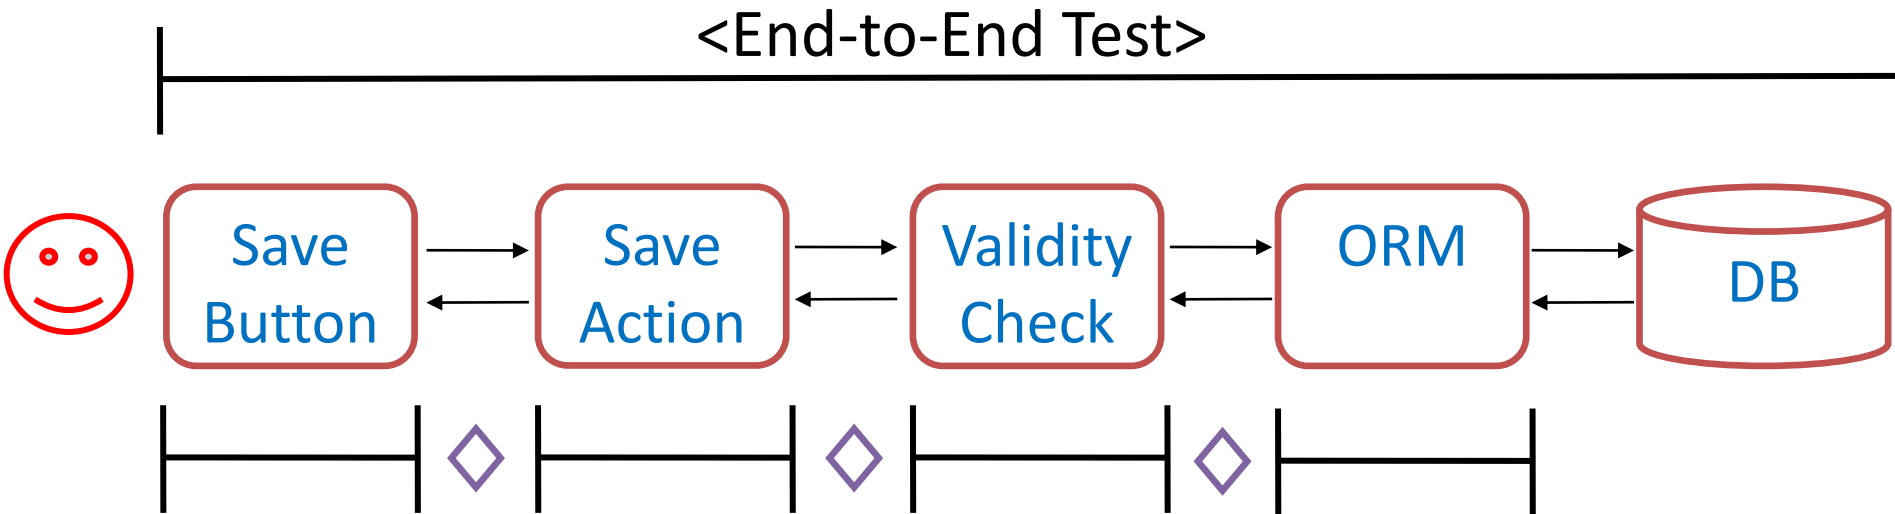 <End-to-End Test>
Save
Button
Save
Action
Validity
Check
ORM
DB